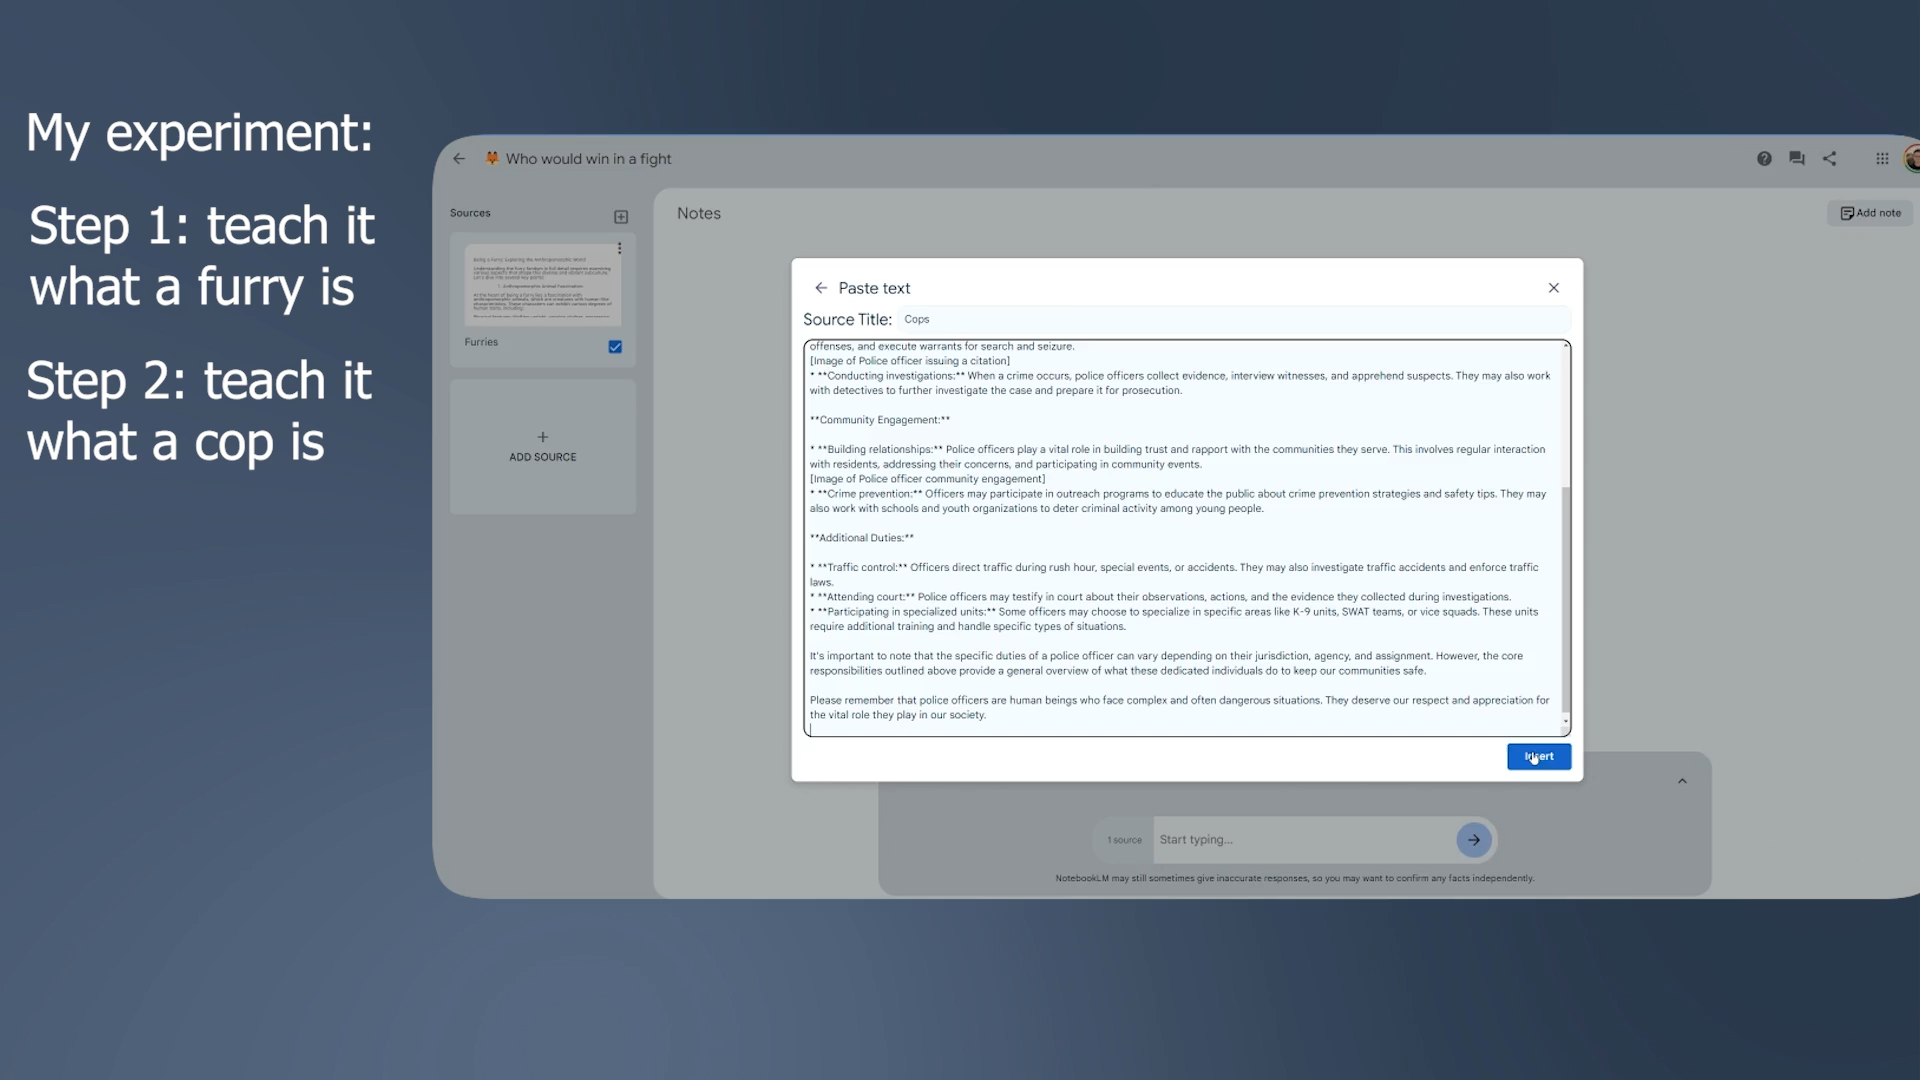 My experiment:
Step 1: teach it
what a furry is
Step 2: teach it
what a cop is
Who would win in a fight
Sources
Being a Furry: Exploring the Anthropomorphic World
1. Anthropomorphic Animal Fascination:
Furries
+
ADD SOURCE
Notes
Add note
Paste text
Source Title: Cops
offenses, and execute warrants for search and seizure.
[Image of Police officer issuing a citation]
* **Conducting investigations:** When a crime occurs, police officers collect evidence, interview witnesses, and apprehend suspects. They may also work
with detectives to further investigate the case and prepare it for prosecution.
**Community Engagement:**
* **Building relationships:** Police officers play a vital role in building trust and rapport with the communities they serve. This involves regular interaction
with residents, addressing their concerns, and participating in community events.
[Image of Police officer community engagement]
* **Crime prevention:** Officers may participate in outreach programs to educate the public about crime prevention strategies and safety tips. They may
also work with schools and youth organizations to deter criminal activity among young people.
**Additional Duties:**
* **Traffic control:** Officers direct traffic during rush hour, special events, or accidents. They may also investigate traffic accidents and enforce traffic
laws.
* **Attending court:** Police officers may testify in court about their observations, actions, and the evidence they collected during investigations.
* **Participating in specialized units:** Some officers may choose to specialize in specific areas like K-9 units, SWAT teams, or vice squads. These units
require additional training and handle specific types of situations.
It's important to note that the specific duties of a police officer can vary depending on their jurisdiction, agency, and assignment. However, the core
responsibilities outlined above provide a general overview of what these dedicated individuals do to keep our communities safe.
Please remember that police officers are human beings who face complex and often dangerous situations. They deserve our respect and appreciation for
the vital role they play in our society.
Insert
1 source
Start typing...
NotebookLM may still sometimes give inaccurate responses, so you may want to confirm any facts independently.